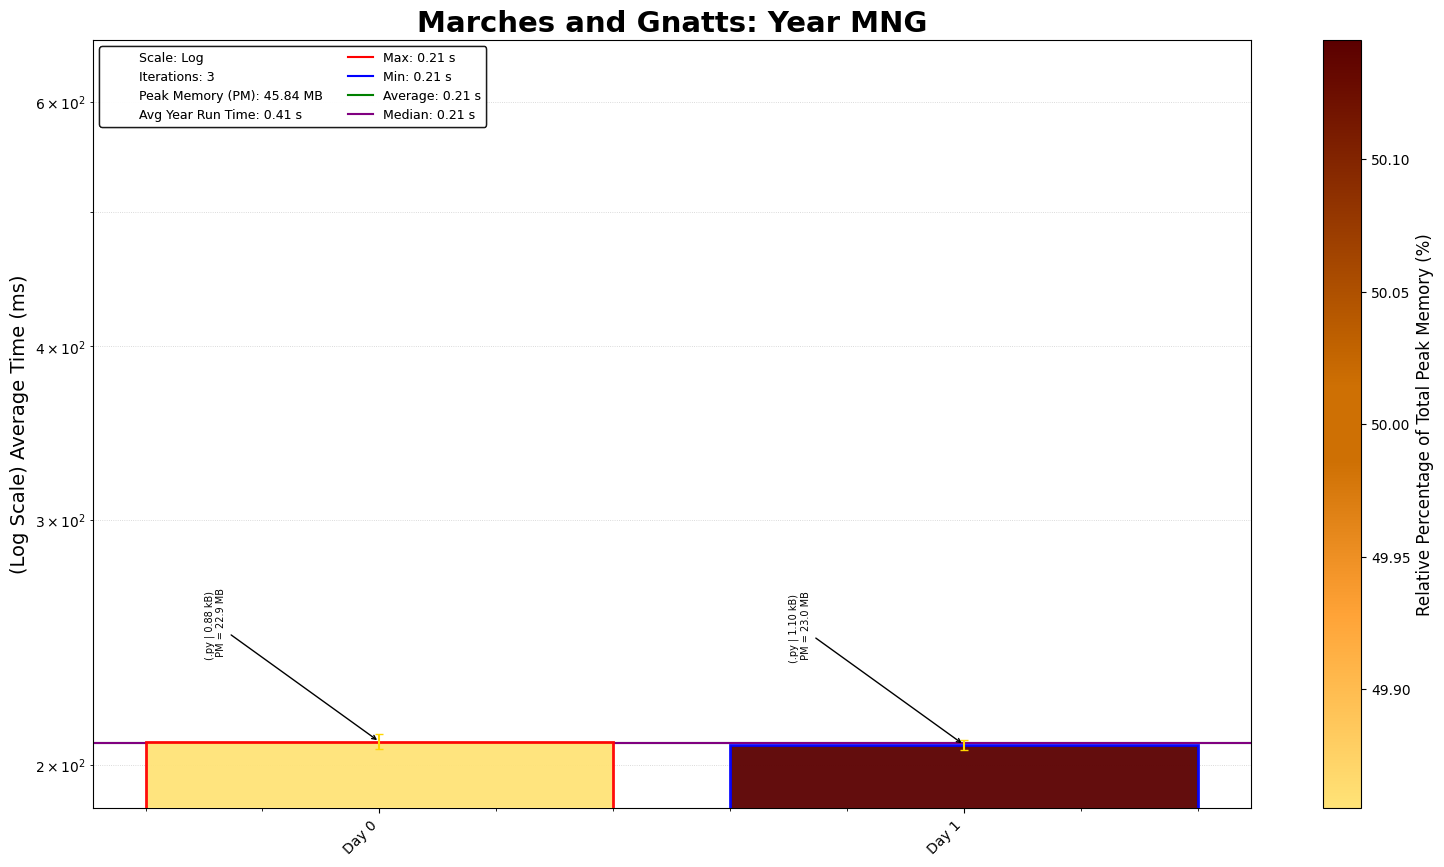 Marches and Gnatts: Year MNG
Scale: Log
Iterations: 3
Peak Memory (PM): 45.84 MB
Avg Year Run Time: 0.41 s
Max: 0.21 s
Min: 0.21 s
Average: 0.21 s
Median: 0.21 s
(Log Scale) Average Time (ms)
6 × 10²
4 × 10²
3 × 10²
2 × 10²
(.py | 0.88 kB)
PM = 22.9 MB
(.py | 1.10 kB)
PM = 23.0 MB
Day 0
Day 1
50.10
50.05
50.00
49.95
49.90
Relative Percentage of Total Peak Memory (%)